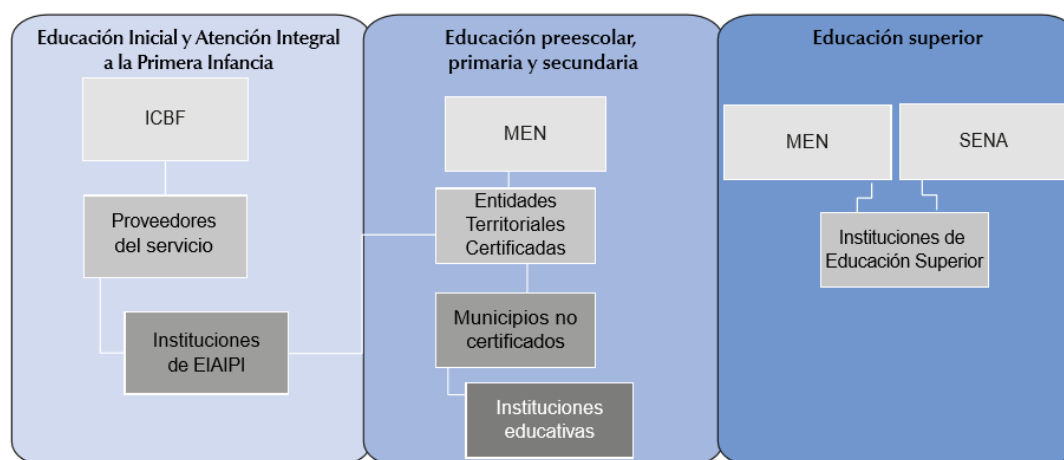 Educación Inicial y Atención Integral
a la Primera Infancia
ICBF
Proveedores
del servicio
Instituciones
de EIAIPI
Educación preescolar,
primaria y secundaria
MEN
Entidades
Territoriales
Certificadas
Municipios no
certificados
Instituciones
educativas
Educación superior
MEN
SENA
Instituciones de
Educación Superior